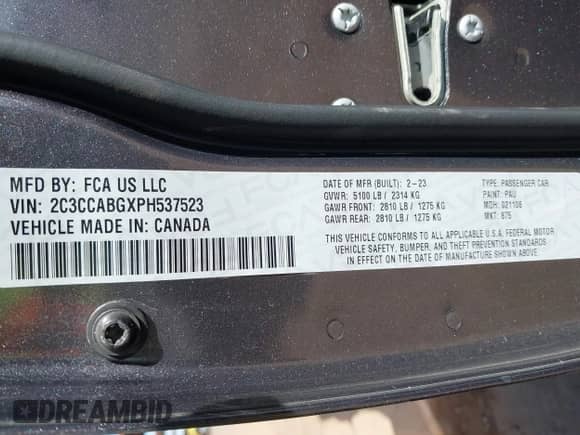 MFD BY: FCA US LLC
VIN: 2C3CCABGXPH537523
VEHICLE MADE IN: CANADA
DATE OF MFR (BUILT): 2-23
GVWR: 5100 LB / 2314 KG
GAWR FRONT: 2810 LB / 1275 KG
GAWR REAR: 2810 LB / 1275 KG
TYPE: PASSENGER CAR
PAINT: PAU
MDH: 021106
MKT: 875
THIS VEHICLE CONFORMS TO ALL APPLICABLE U.S.A. FEDERAL MOTOR
VEHICLE SAFETY, BUMPER, AND THEFT PREVENTION STANDARDS
IN EFFECT ON THE DATE OF MANUFACTURE SHOWN ABOVE.
DREAMBID